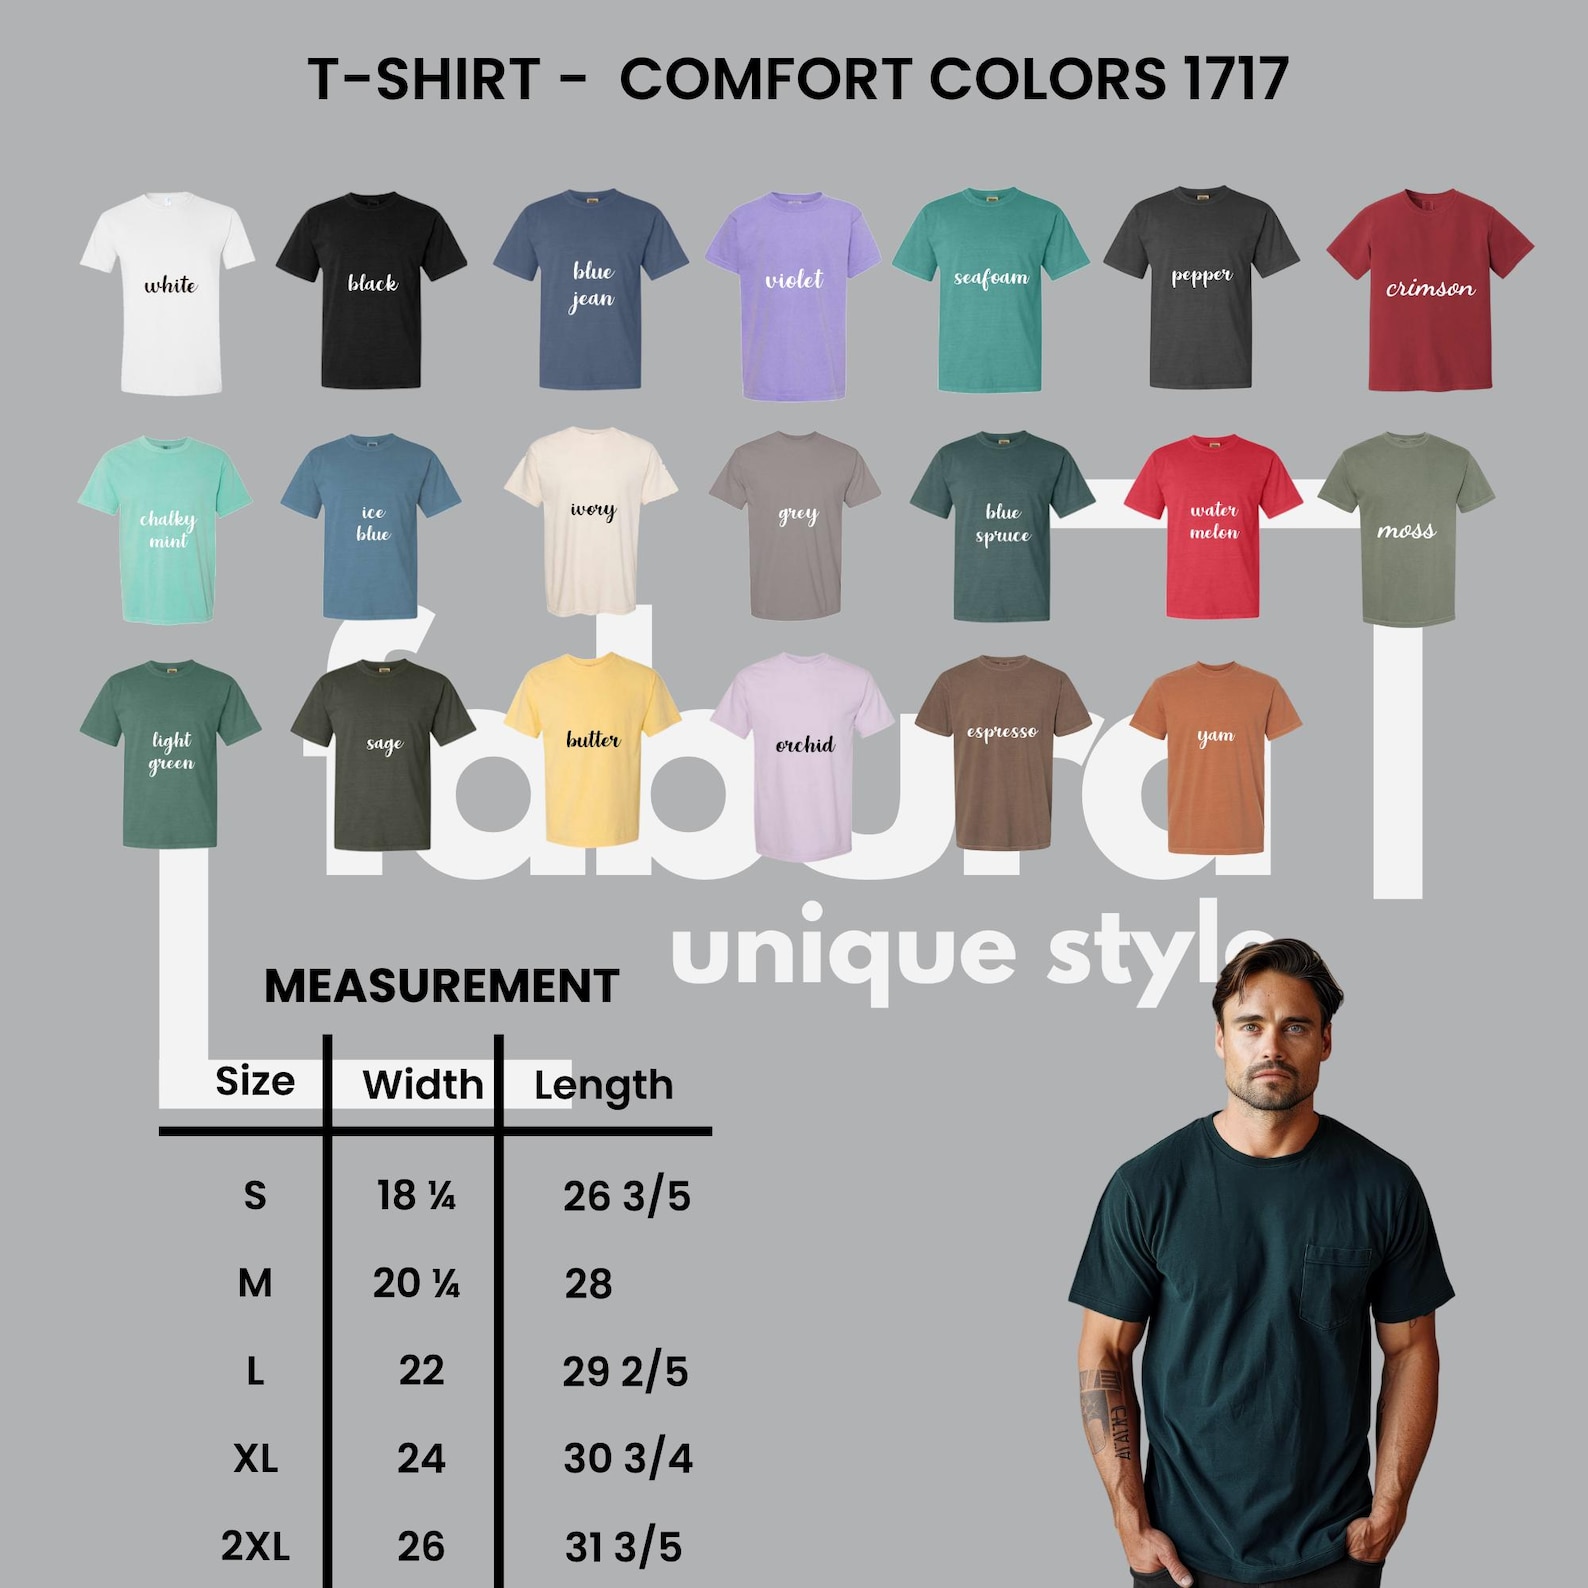 T-SHIRT - COMFORT COLORS 1717
white
black
blue
jean
violet
seafoam
pepper
crimson
chalky
mint
ice
blue
ivory
grey
blue
spruce
water
melon
moss
light
green
sage
butter
orchid
espresso
yam
fabura
unique style
MEASUREMENT
Size Width Length
S 18 ¼ 26 3/5
M 20 ¼ 28
L 22 29 2/5
XL 24 30 3/4
2XL 26 31 3/5